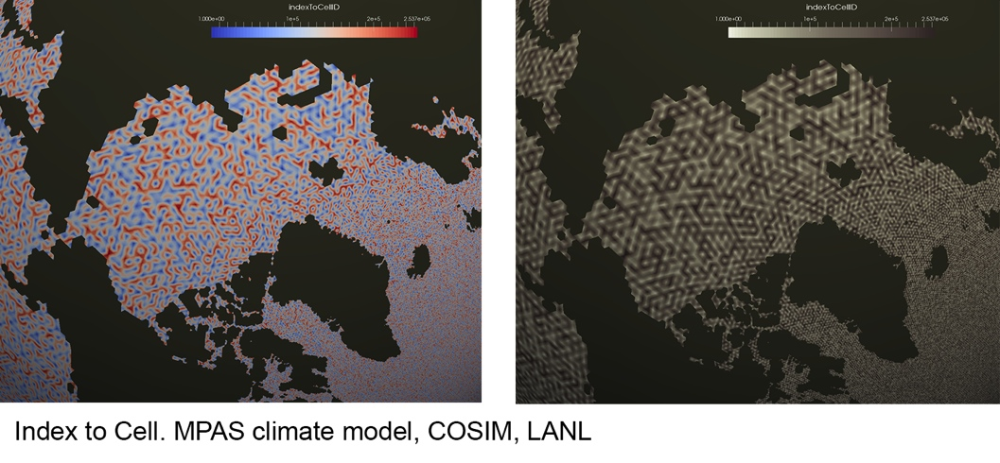 indexToCellID
1.000e+00 1e+5 2e+5 2.537e+05
indexToCellID
1.000e+00 1e+5 2e+5 2.537e+05
Index to Cell. MPAS climate model, COSIM, LANL